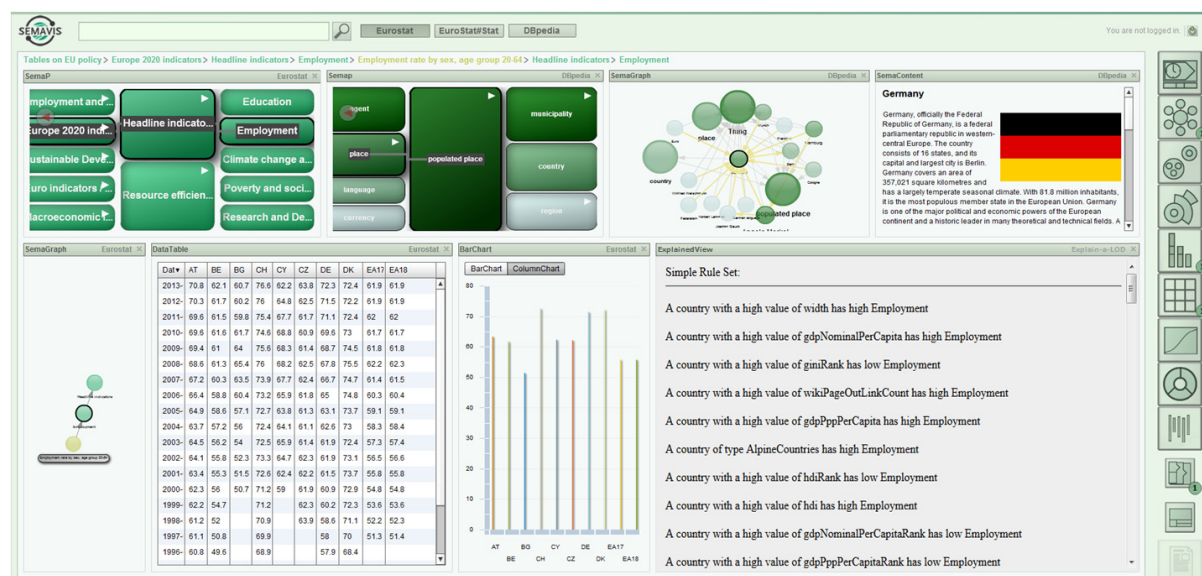 SEMAVIS
Eurostat
EuroStat#Stat
DBpedia
You are not logged in.
Tables on EU policy> Europe 2020 indicators> Headline indicators> Employment> Employment rate by sex, age group 20-64> Headline indicators> Employment
SemaP Eurostat ×
mployment and...
Europe 2020 indi...
ustainable Deve...
uro indicators /...
Macroeconomic I...
Headline indicato...
Resource efficien...
Education
Employment
Climate change a...
Poverty and soci...
Research and De...
Semap DBpedia ×
place
language
currency
populated place
municipality
country
region
SemaGraph DBpedia ×
place
Thing
country
populated place
SemaContent DBpedia ×
Germany
Germany, officially the Federal
Republic of Germany, is a federal
parliamentary republic in western-
central Europe. The country
consists of 16 states, and its
capital and largest city is Berlin.
Germany covers an area of
357,021 square kilometres and
has a largely temperate seasonal climate. With 81.8 million inhabitants,
it is the most populous member state in the European Union. Germany
is one of the major political and economic powers of the European
continent and a historic leader in many theoretical and technical fields. A
SemaGraph Eurostat ×
Headline indicators
Employment
Employment rate by sex, age group 20-64
DataTable Eurostat ×
Dat▾ AT BE BG CH CY CZ DE DK EA17 EA18
2013- 70.8 62.1 60.7 76.6 62.2 63.8 72.3 72.4 61.9 61.9
2012- 70.3 61.7 60.2 76 64.8 62.5 71.5 72.2 61.9 61.9
2011- 69.6 61.5 59.8 75.4 67.7 61.7 71.1 72.4 62 62
2010- 69.6 61.6 61.7 74.6 68.8 60.9 69.6 73 61.7 61.7
2009- 69.4 61 64 75.6 68.3 61.4 68.7 74.5 61.8 61.8
2008- 68.6 61.3 65.4 76 68.2 62.5 67.8 75.5 62.2 62.3
2007- 67.2 60.3 63.5 73.9 67.7 62.4 66.7 74.7 61.4 61.5
2006- 66.4 58.8 60.4 73.2 65.9 61.8 65 74.8 60.3 60.4
2005- 64.9 58.6 57.1 72.7 63.8 61.3 63.1 73.7 59.1 59.1
2004- 63.7 57.2 56 72.4 64.1 61.1 62.6 73 58.3 58.4
2003- 64.5 56.2 54 72.5 65.9 61.4 61.9 72.4 57.3 57.4
2002- 64.1 55.8 52.3 73.3 64.7 62.3 61.9 73.1 56.5 56.6
2001- 63.4 55.3 51.5 72.6 62.4 62.2 61.5 73.7 55.8 55.8
2000- 62.3 56 50.7 71.2 59 61.9 60.9 72.9 54.8 54.8
1999- 62.2 54.7 71.2 62.3 60.2 72.3 53.6 53.6
1998- 61.2 52 70.9 63.9 58.6 71.1 52.2 52.3
1997- 61.1 50.8 69.9 58 70 51.3 51.4
1996- 60.8 49.6 68.9 57.9 68.4
BarChart Eurostat ×
BarChart ColumnChart
80
70
60
50
40
30
20
10
0
AT BG CY DE EA17
BE CH CZ DK EA18
ExplainedView Explain-a-LOD ×
Simple Rule Set:
A country with a high value of width has high Employment
A country with a high value of gdpNominalPerCapita has high Employment
A country with a high value of giniRank has low Employment
A country with a high value of wikiPageOutLinkCount has high Employment
A country with a high value of gdpPppPerCapita has high Employment
A country of type AlpineCountries has high Employment
A country with a high value of hdiRank has low Employment
A country with a high value of hdi has high Employment
A country with a high value of gdpNominalPerCapitaRank has low Employment
A country with a high value of gdpPppPerCapitaRank has low Employment